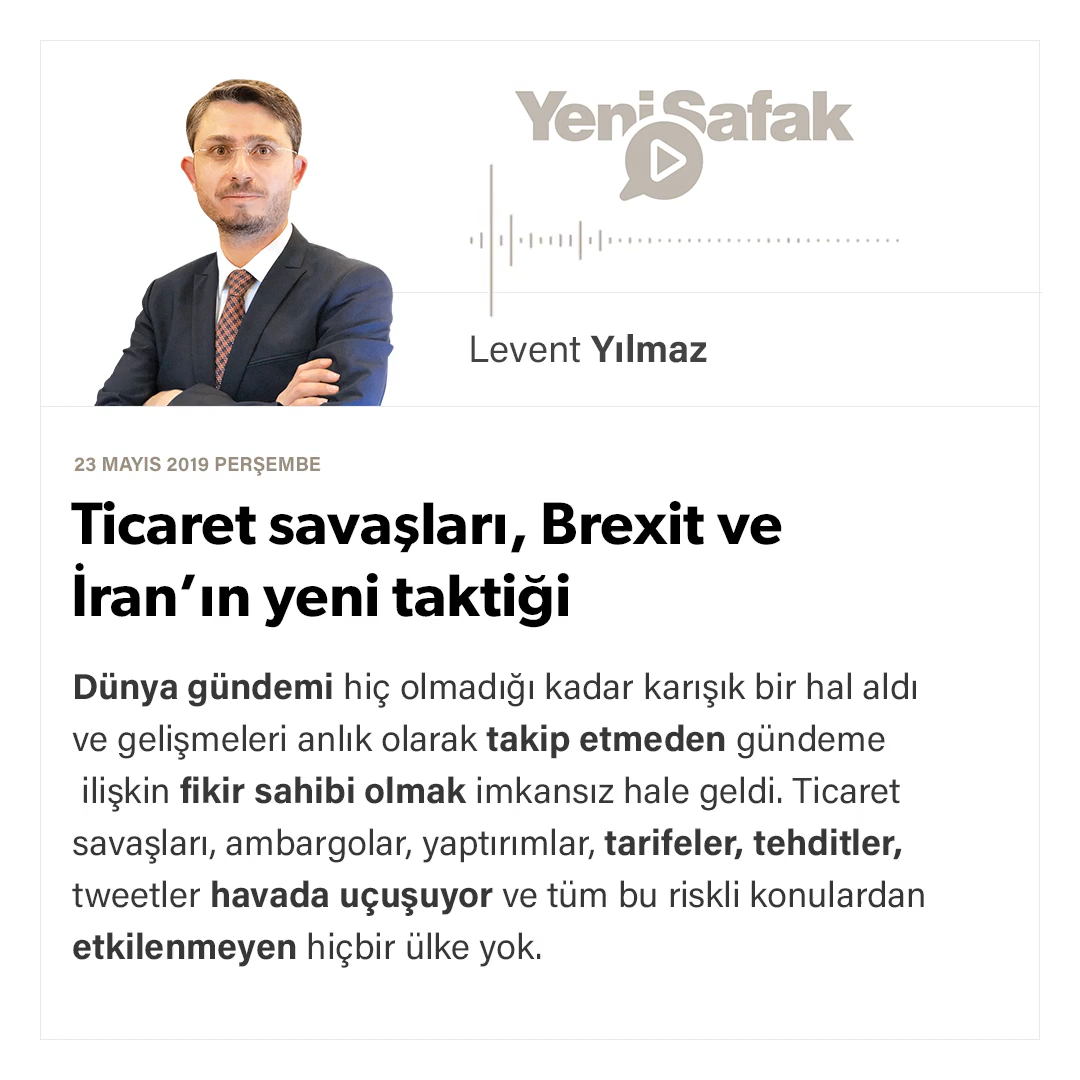 YeniŞafak
Levent Yılmaz
23 MAYIS 2019 PERŞEMBE
Ticaret savaşları, Brexit ve
İran’ın yeni taktiği
Dünya gündemi hiç olmadığı kadar karışık bir hal aldı
ve gelişmeleri anlık olarak takip etmeden gündeme
ilişkin fikir sahibi olmak imkansız hale geldi. Ticaret
savaşları, ambargolar, yaptırımlar, tarifeler, tehditler,
tweetler havada uçuşuyor ve tüm bu riskli konulardan
etkilenmeyen hiçbir ülke yok.